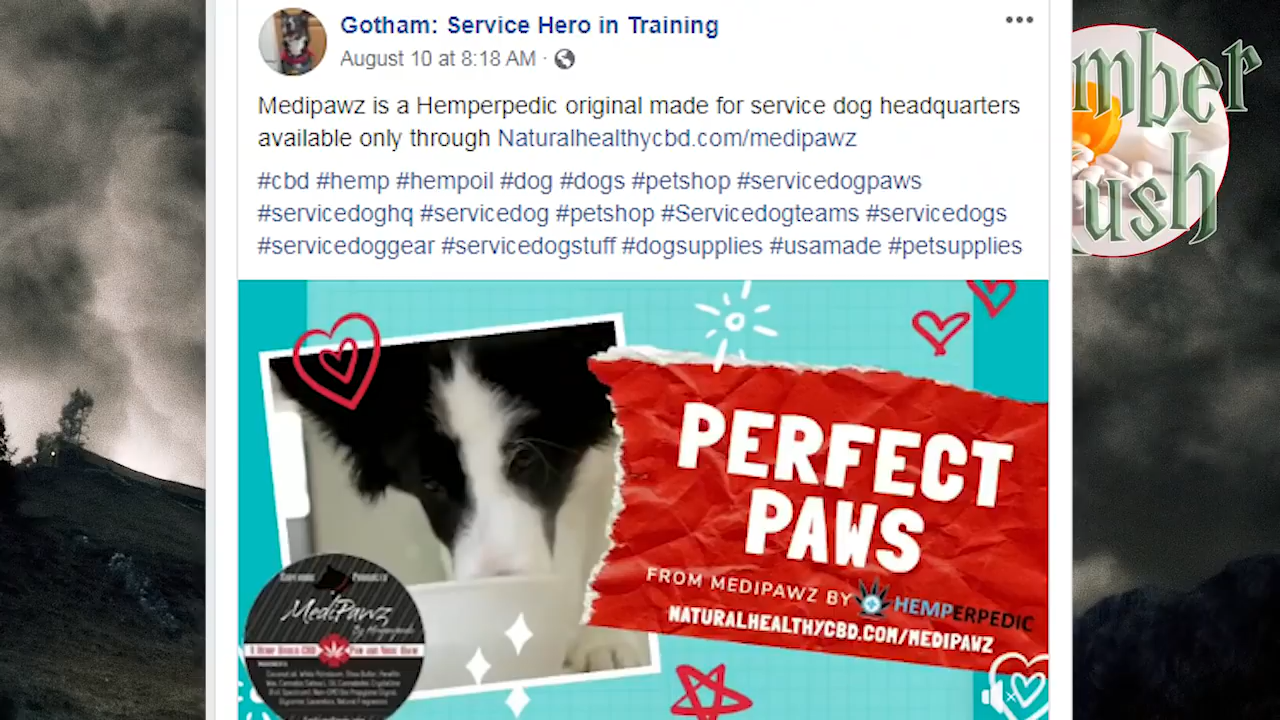 Gotham: Service Hero in Training
August 10 at 8:18 AM ·
Medipawz is a Hemperpedic original made for service dog headquarters
available only through Naturalhealthycbd.com/medipawz
#cbd #hemp #hempoil #dog #dogs #petshop #servicedogpaws
#servicedoghq #servicedog #petshop #Servicedogteams #servicedogs
#servicedoggear #servicedogstuff #dogsupplies #usamade #petsupplies
mber
ush
PERFECT
PAWS
FROM MEDIPAWZ BY HEMPERPEDIC
NATURALHEALTHYCBD.COM/MEDIPAWZ
MediPawz